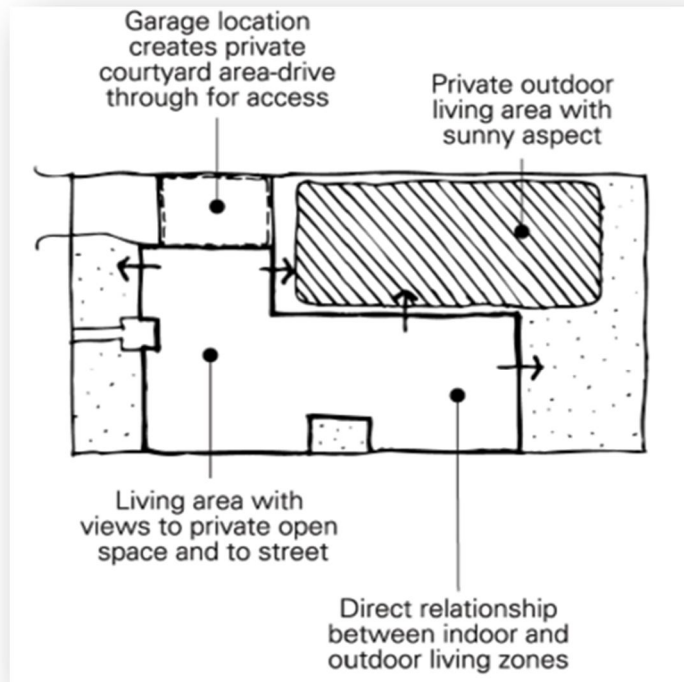 Garage location
creates private
courtyard area-drive
through for access
Private outdoor
living area with
sunny aspect
Living area with
views to private open
space and to street
Direct relationship
between indoor and
outdoor living zones